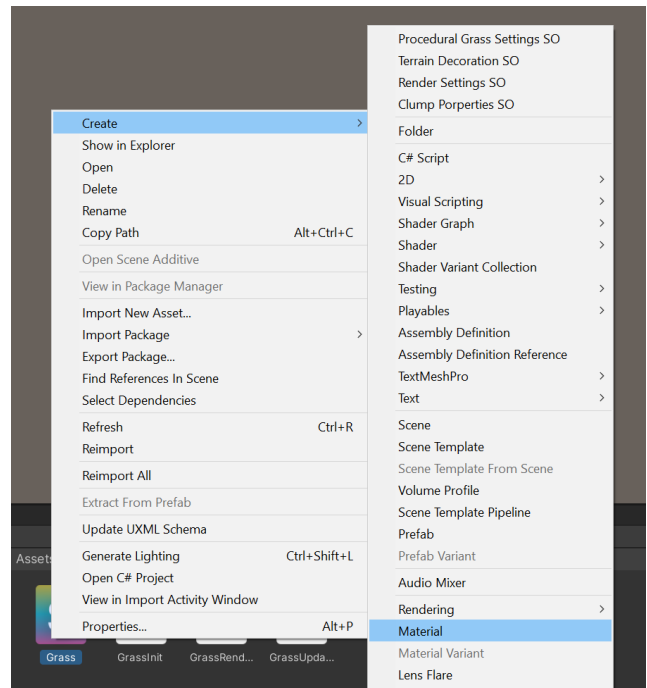 Create
Show in Explorer
Open
Delete
Rename
Copy Path Alt+Ctrl+C
Open Scene Additive
View in Package Manager
Import New Asset...
Import Package
Export Package...
Find References In Scene
Select Dependencies
Refresh Ctrl+R
Reimport
Reimport All
Extract From Prefab
Update UXML Schema
Generate Lighting Ctrl+Shift+L
Open C# Project
View in Import Activity Window
Properties... Alt+P
Procedural Grass Settings SO
Terrain Decoration SO
Render Settings SO
Clump Porperties SO
Folder
C# Script
2D
Visual Scripting
Shader Graph
Shader
Shader Variant Collection
Testing
Playables
Assembly Definition
Assembly Definition Reference
TextMeshPro
Text
Scene
Scene Template
Scene Template From Scene
Volume Profile
Scene Template Pipeline
Prefab
Prefab Variant
Audio Mixer
Rendering
Material
Material Variant
Lens Flare
Grass GrassInit GrassRend... GrassUpda...